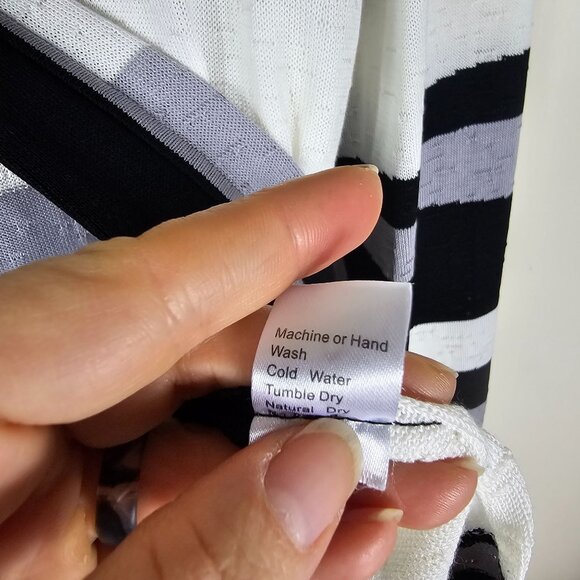 Machine or Hand
Wash
Cold Water
Tumble Dry
Natural Dry